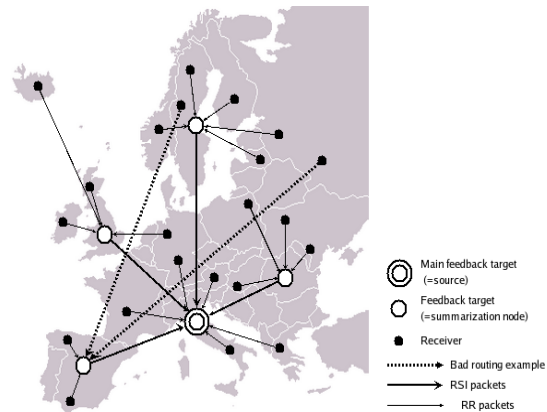 Main feedback target
(=source)
Feedback target
(=summarization node)
Receiver
Bad routing example
RSI packets
RR packets